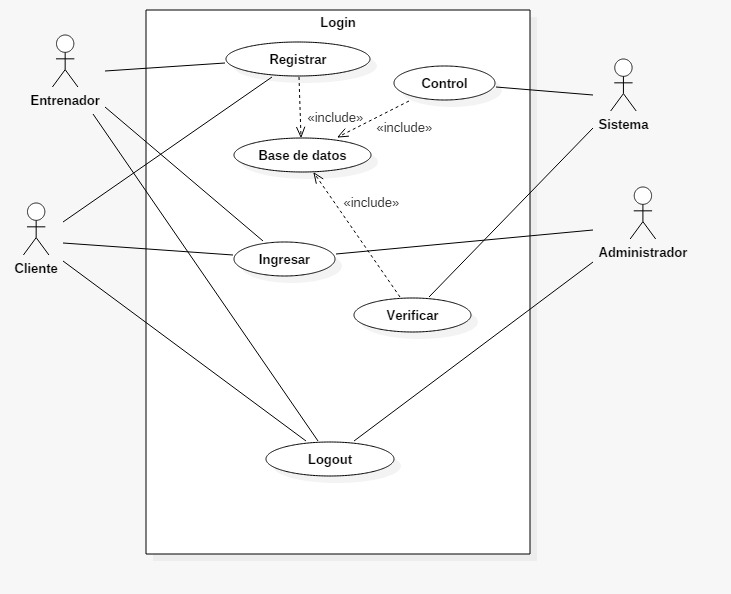 Login
Registrar
Control
Entrenador
Sistema
«include»
«include»
Base de datos
«include»
Cliente
Ingresar
Administrador
Verificar
Logout